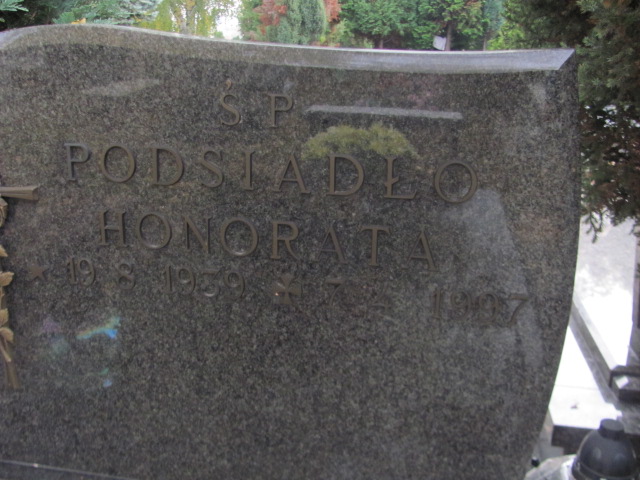 Ś P
PODSIADŁO
HONORATA
19 8 1939